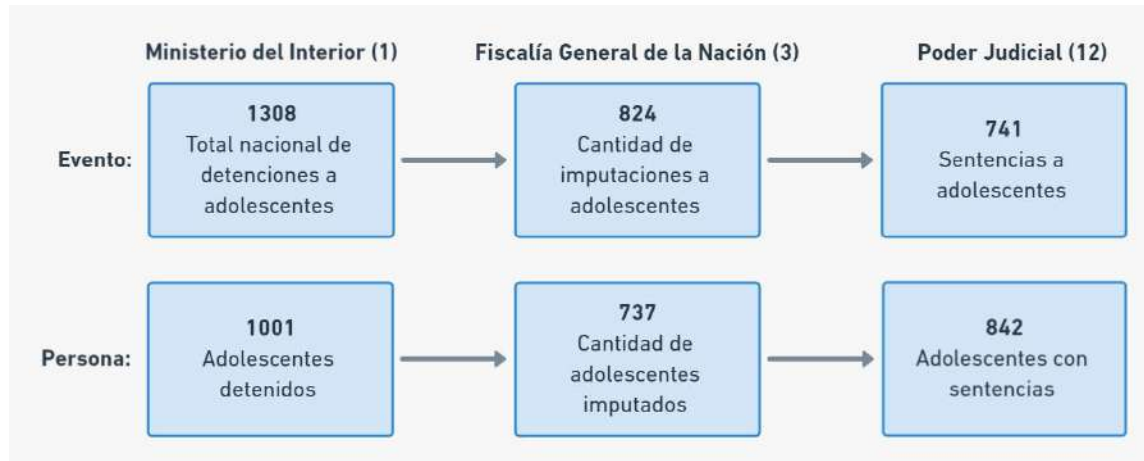 Ministerio del Interior (1)
Fiscalía General de la Nación (3)
Poder Judicial (12)
Evento:
1308
Total nacional de
detenciones a
adolescentes
824
Cantidad de
imputaciones a
adolescentes
741
Sentencias a
adolescentes
Persona:
1001
Adolescentes
detenidos
737
Cantidad de
adolescentes
imputados
842
Adolescentes con
sentencias